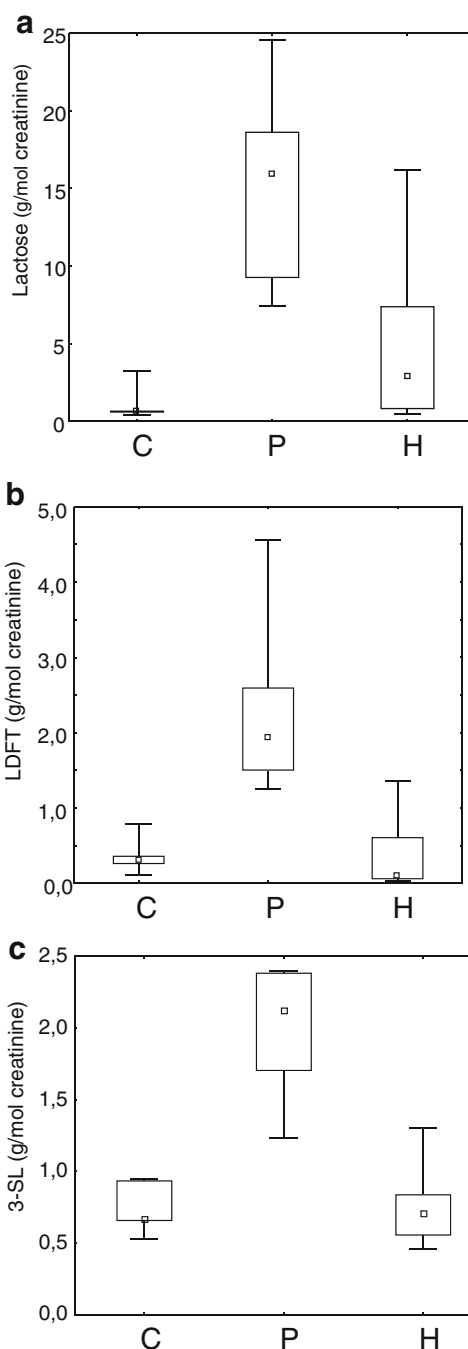 a
Lactose (g/mol creatinine)
25
20
15
10
5
0
C P H
b
LDFT (g/mol creatinine)
5,0
4,0
3,0
2,0
1,0
0,0
C P H
c
3-SL (g/mol creatinine)
2,5
2,0
1,5
1,0
0,5
0,0
C P H